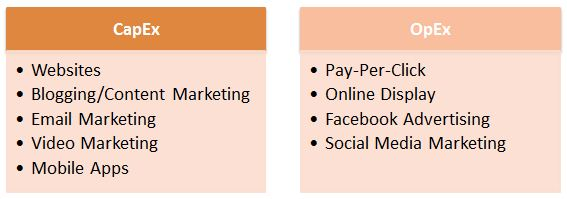 CapEx
• Websites
• Blogging/Content Marketing
• Email Marketing
• Video Marketing
• Mobile Apps
OpEx
• Pay-Per-Click
• Online Display
• Facebook Advertising
• Social Media Marketing